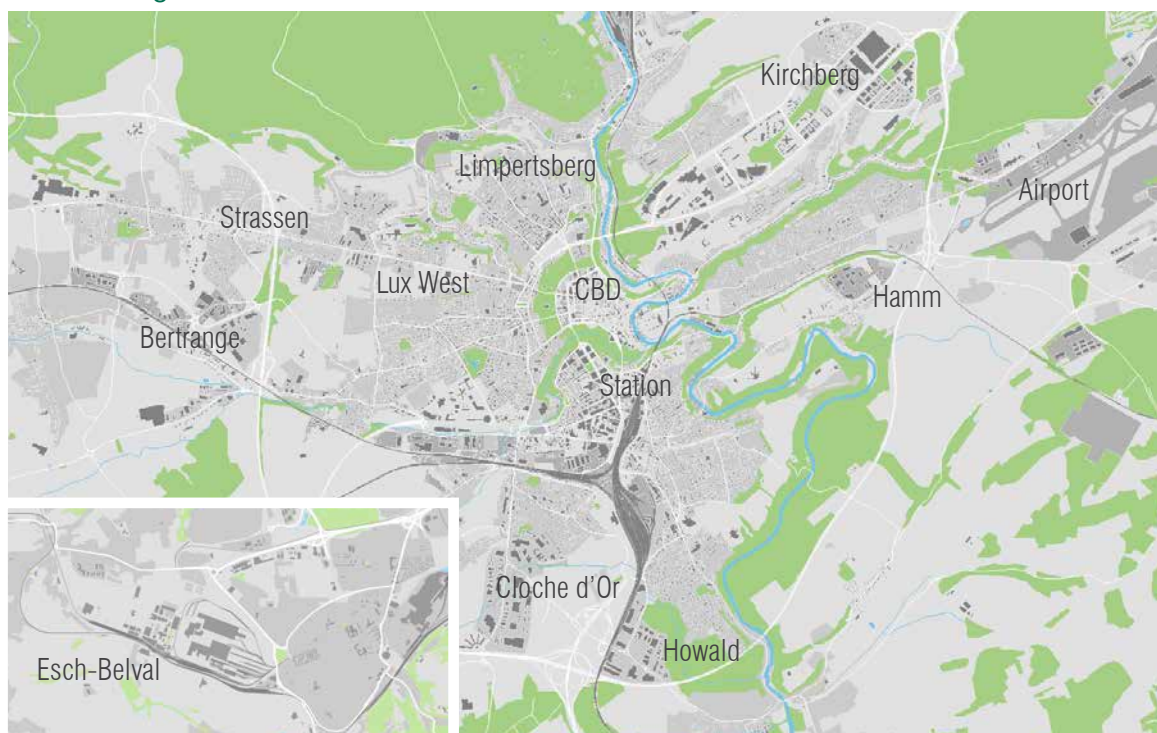 Kirchberg
Limpertsberg
Airport
Strassen
Lux West
CBD
Hamm
Bertrange
Station
Cloche d'Or
Howald
Esch-Belval